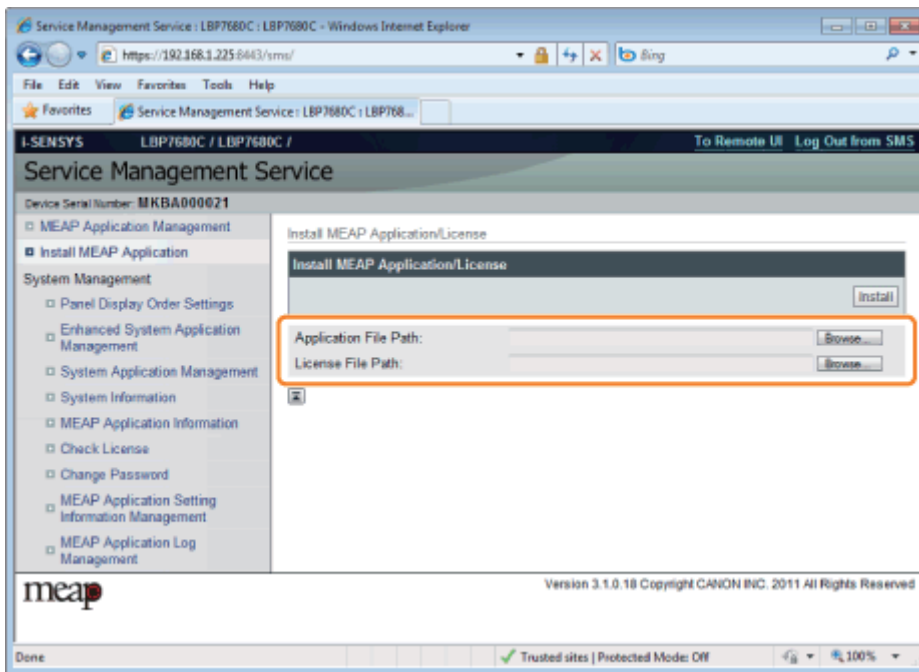 Service Management Service : LBP7680C : LBP7680C - Windows Internet Explorer
https://192.168.1.225:8443/sms/
Bing
File Edit View Favorites Tools Help
Favorites
Service Management Service : LBP7680C : LBP768...
i-SENSYS LBP7680C / LBP7680C / To Remote UI Log Out from SMS
Service Management Service
Device Serial Number: MKBA000021
MEAP Application Management
Install MEAP Application
System Management
Panel Display Order Settings
Enhanced System Application
Management
System Application Management
System Information
MEAP Application Information
Check License
Change Password
MEAP Application Setting
Information Management
MEAP Application Log
Management
Install MEAP Application/License
Install MEAP Application/License
Install
Application File Path: Browse...
License File Path: Browse...
meap
Version 3.1.0.18 Copyright CANON INC. 2011 All Rights Reserved
Done Trusted sites | Protected Mode: Off 100%